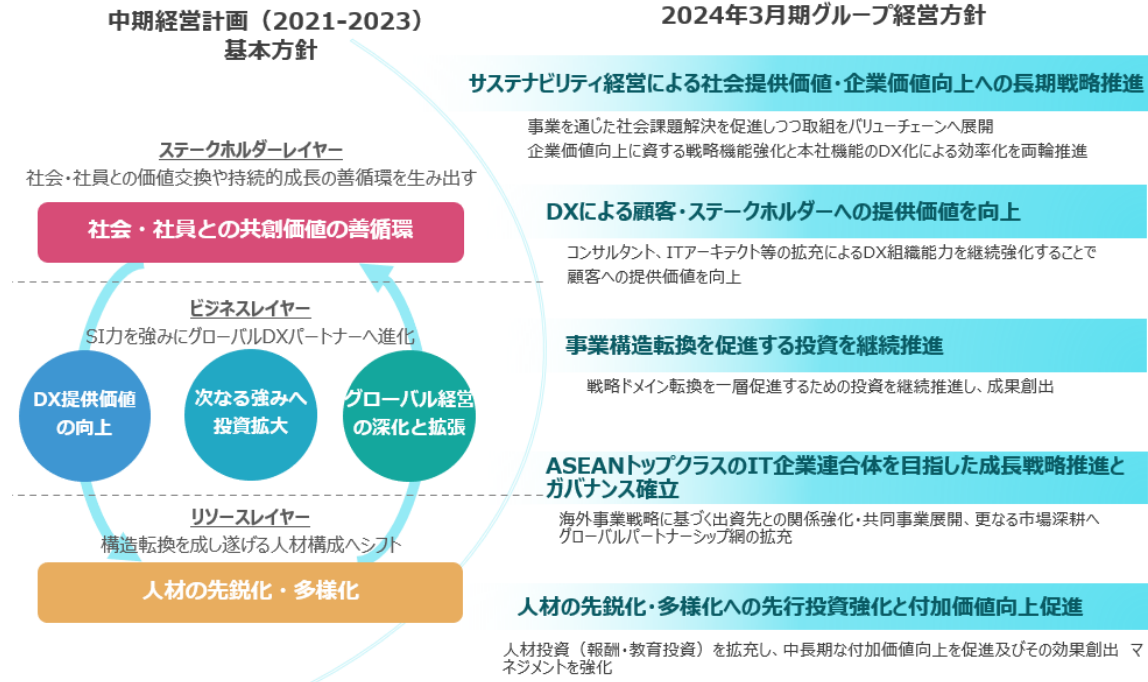 中期経営計画（2021-2023）
基本方針
ステークホルダーレイヤー
社会・社員との価値交換や持続的成長の善循環を生み出す
社会・社員との共創価値の善循環
ビジネスレイヤー
SI力を強みにグローバルDXパートナーへ進化
DX提供価値
の向上
次なる強みへ
投資拡大
グローバル経営
の深化と拡張
リソースレイヤー
構造転換を成し遂げる人材構成へシフト
人材の先鋭化・多様化
2024年3月期グループ経営方針
サステナビリティ経営による社会提供価値・企業価値向上への長期戦略推進
事業を通じた社会課題解決を促進しつつ取組をバリューチェーンへ展開
企業価値向上に資する戦略機能強化と本社機能のDX化による効率化を両輪推進
DXによる顧客・ステークホルダーへの提供価値を向上
コンサルタント、ITアーキテクト等の拡充によるDX組織能力を継続強化することで
顧客への提供価値を向上
事業構造転換を促進する投資を継続推進
戦略ドメイン転換を一層促進するための投資を継続推進し、成果創出
ASEANトップクラスのIT企業連合体を目指した成長戦略推進と
ガバナンス確立
海外事業戦略に基づく出資先との関係強化・共同事業展開、更なる市場深耕へ
グローバルパートナーシップ網の拡充
人材の先鋭化・多様化への先行投資強化と付加価値向上促進
人材投資（報酬・教育投資）を拡充し、中長期な付加価値向上を促進及びその効果創出 マ
ネジメントを強化